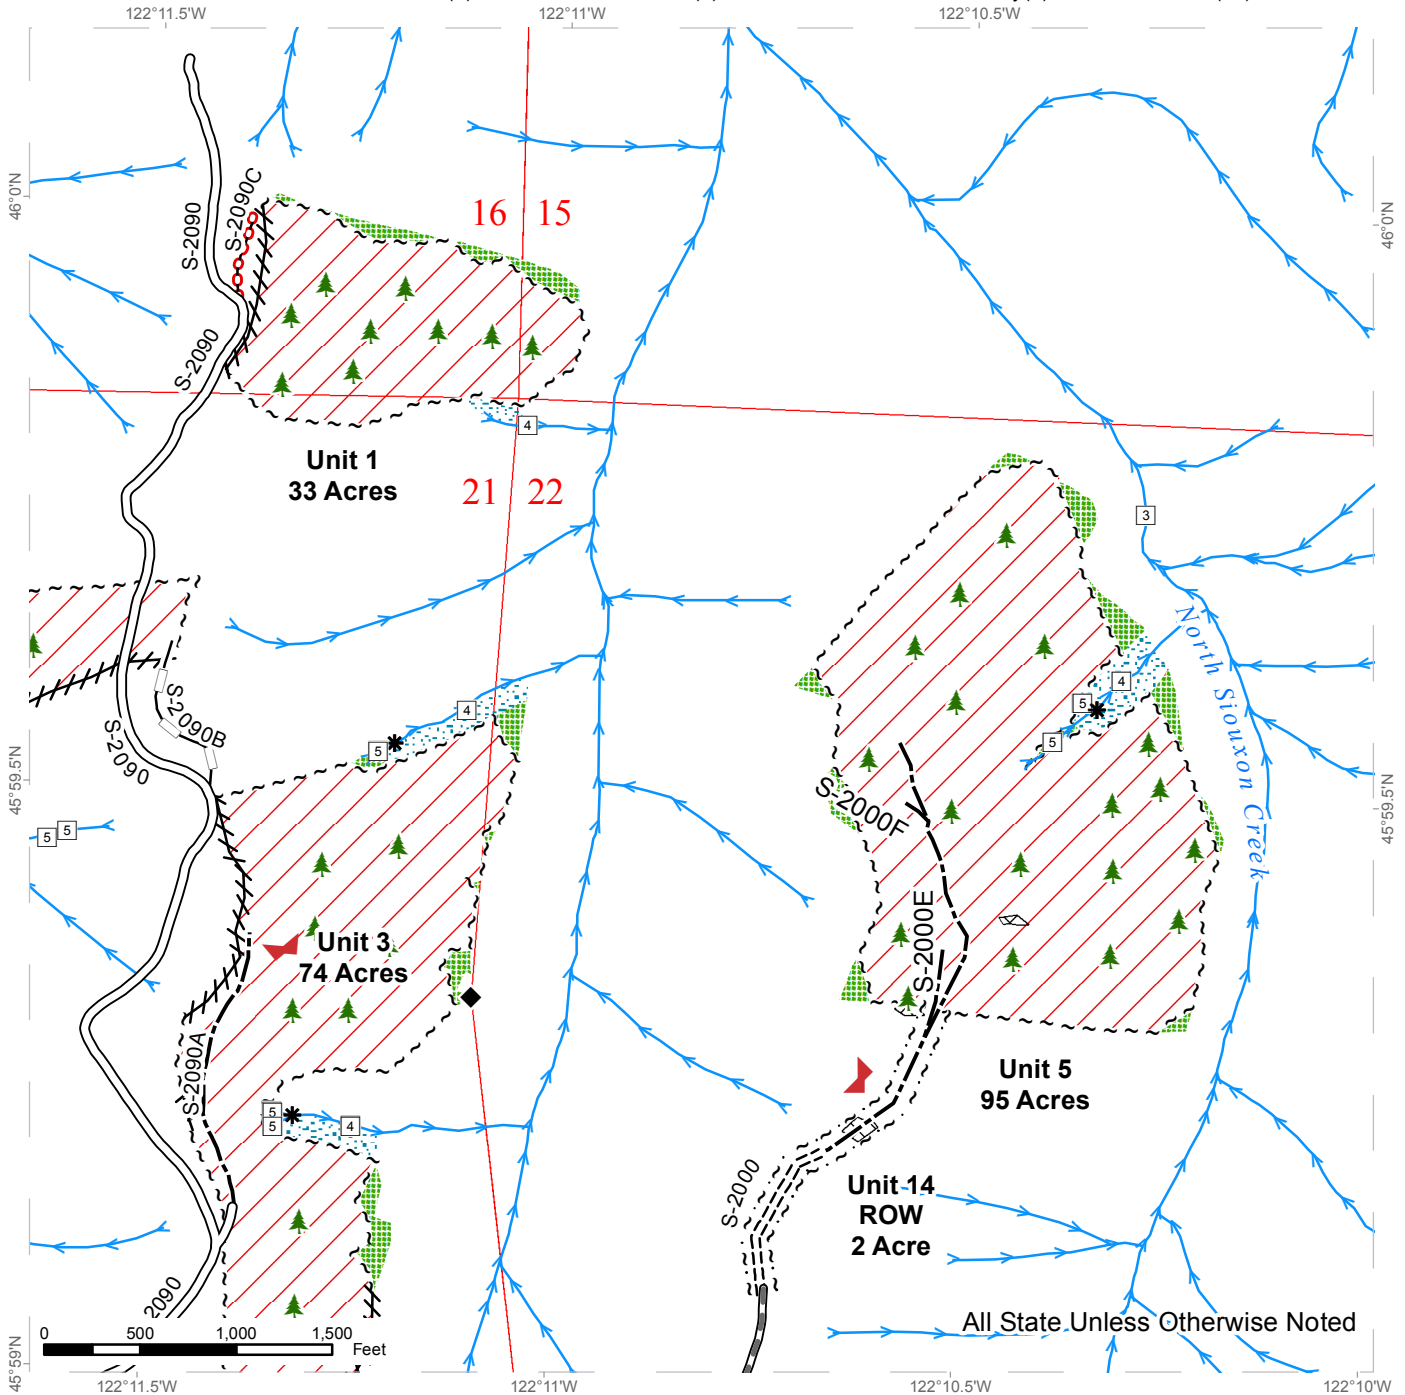 122°11.5'W
122°11'W
122°10.5'W
46°0'N
46°0'N
S-2090C
S-2090
16
15
S-2090
4
Unit 1
33 Acres
21
22
3
North Siouxon Creek
4
5
5
S-2090B
S-2090
4
5
45°59.5'N
45°59.5'N
S-2000F
5
5
S-2000E
Unit 3
74 Acres
S-2090A
Unit 5
95 Acres
5
5
4
S-2000
Unit 14
ROW
2 Acre
2090
All State Unless Otherwise Noted
0
500
1,000
1,500
Feet
45°59'N
122°11.5'W
122°11'W
122°10.5'W
122°10'W